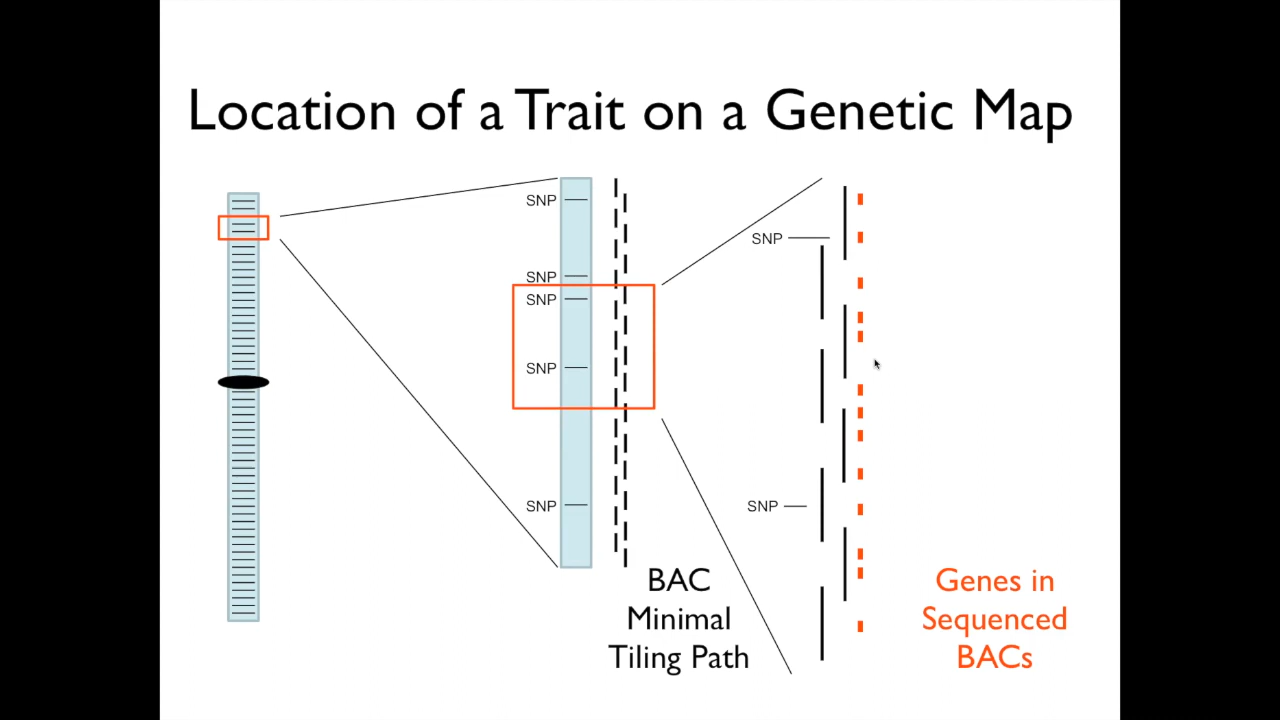 Location of a Trait on a Genetic Map
SNP
SNP
SNP
SNP
SNP
SNP
SNP
BAC
Minimal
Tiling Path
Genes in
Sequenced
BACs